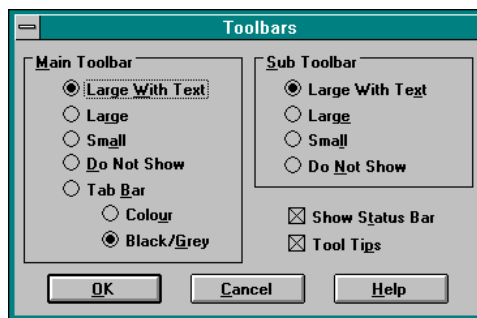 Toolbars
Main Toolbar
Large With Text
Large
Small
Do Not Show
Tab Bar
Colour
Black/Grey
Sub Toolbar
Large With Text
Large
Small
Do Not Show
Show Status Bar
Tool Tips
OK
Cancel
Help